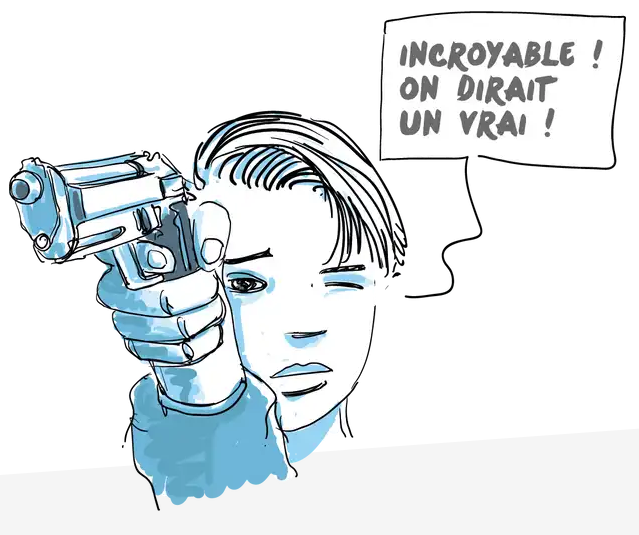 INCROYABLE !
ON DIRAIT
UN VRAI !